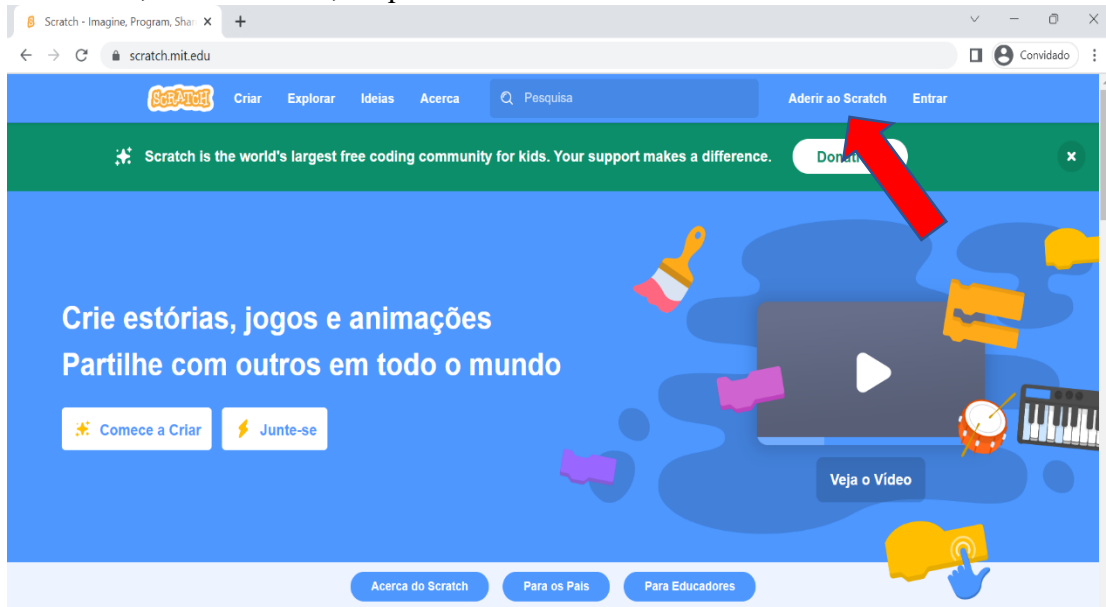 Scratch - Imagine, Program, Shar
scratch.mit.edu
Convidado
SCRATCH Criar Explorar Ideias Acerca Pesquisa Aderir ao Scratch Entrar
Scratch is the world's largest free coding community for kids. Your support makes a difference.
Crie estórias, jogos e animações
Partilhe com outros em todo o mundo
Comece a Criar Junte-se
Veja o Vídeo
Acerca do Scratch Para os Pais Para Educadores